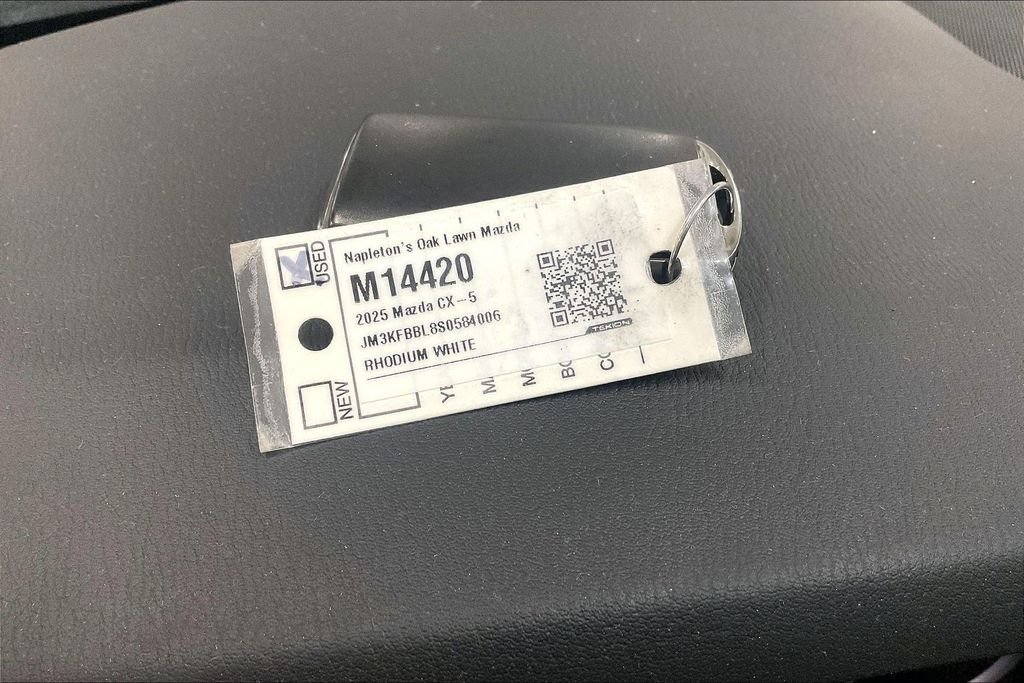 USED
Napleton's Oak Lawn Mazda
M14420
2025 Mazda CX-5
JM3KFBBL8S0584006
RHODIUM WHITE
TEKION
NEW